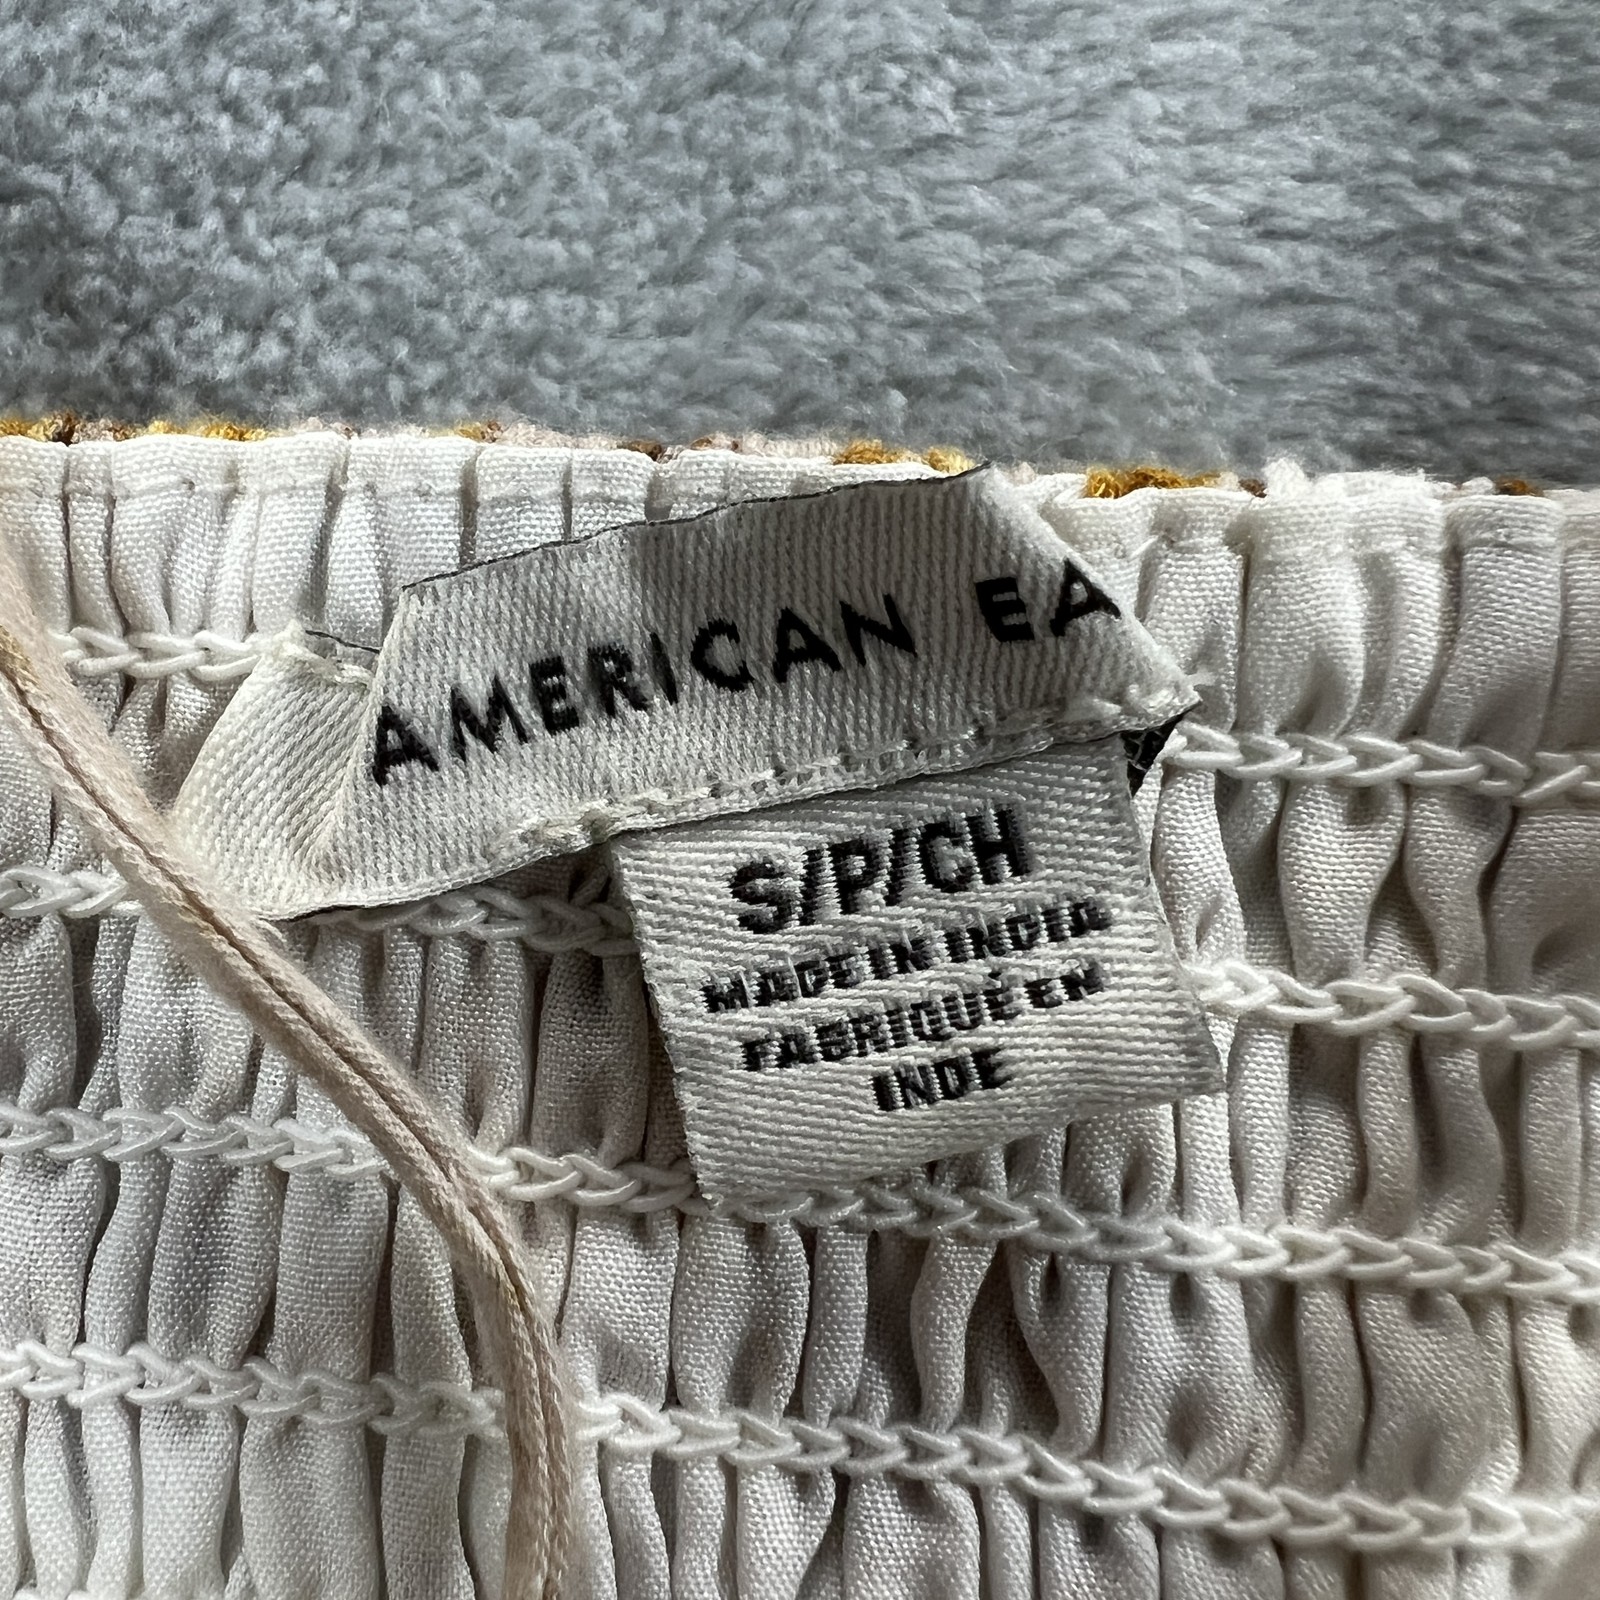 AMERICAN EA
S/P/CH
MADE IN INDIA
FABRIQUÉ EN
INDE